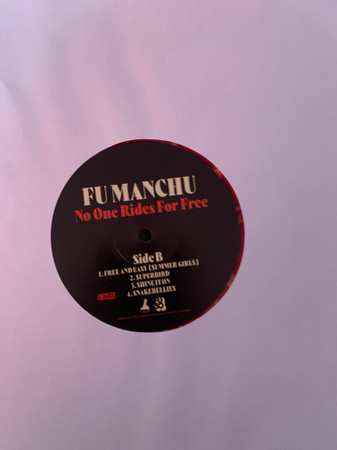 FU MANCHU
No One Rides For Free
Side B
1. FREE AND EASY (SUMMER GIRLS)
2. SUPERBIRD
3. SHINE IT ON
4. SNAKEBELLIES